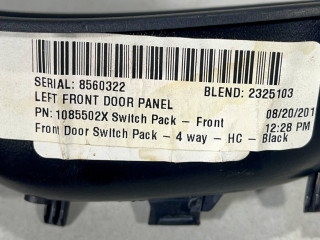 SERIAL: 8560322 BLEND: 2325103
LEFT FRONT DOOR PANEL
PN: 1085502X Switch Pack - Front 08/20/201
From Door Switch Pack - 4 way - HC - Black 12:28 PM